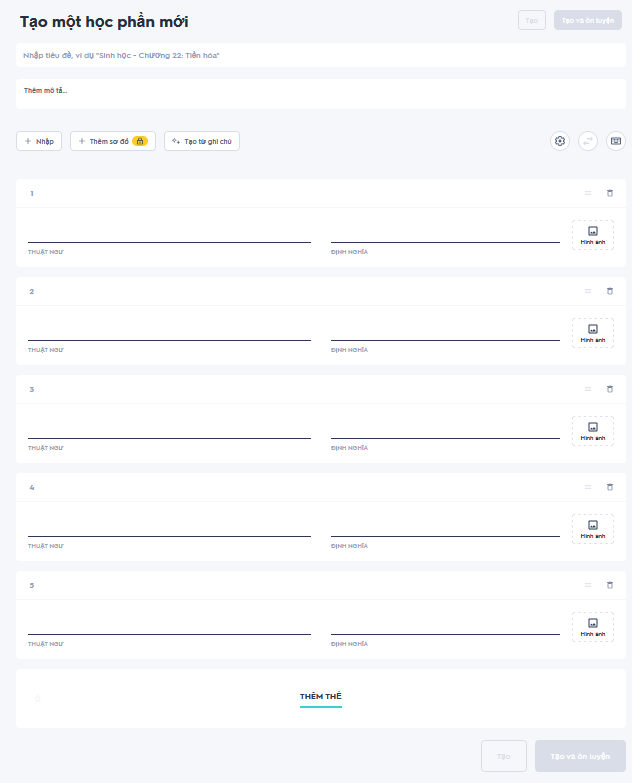 Tạo một học phần mới
Tạo
Tạo và ôn luyện
Nhập tiêu đề, ví dụ "Sinh học - Chương 22: Tiến hóa"
Thêm mô tả...
Nhập
Thêm sơ đồ
Tạo từ ghi chú
1
THUẬT NGỮ
ĐỊNH NGHĨA
Hình ảnh
2
THUẬT NGỮ
ĐỊNH NGHĨA
Hình ảnh
3
THUẬT NGỮ
ĐỊNH NGHĨA
Hình ảnh
4
THUẬT NGỮ
ĐỊNH NGHĨA
Hình ảnh
5
THUẬT NGỮ
ĐỊNH NGHĨA
Hình ảnh
THÊM THẺ
Tạo
Tạo và ôn luyện